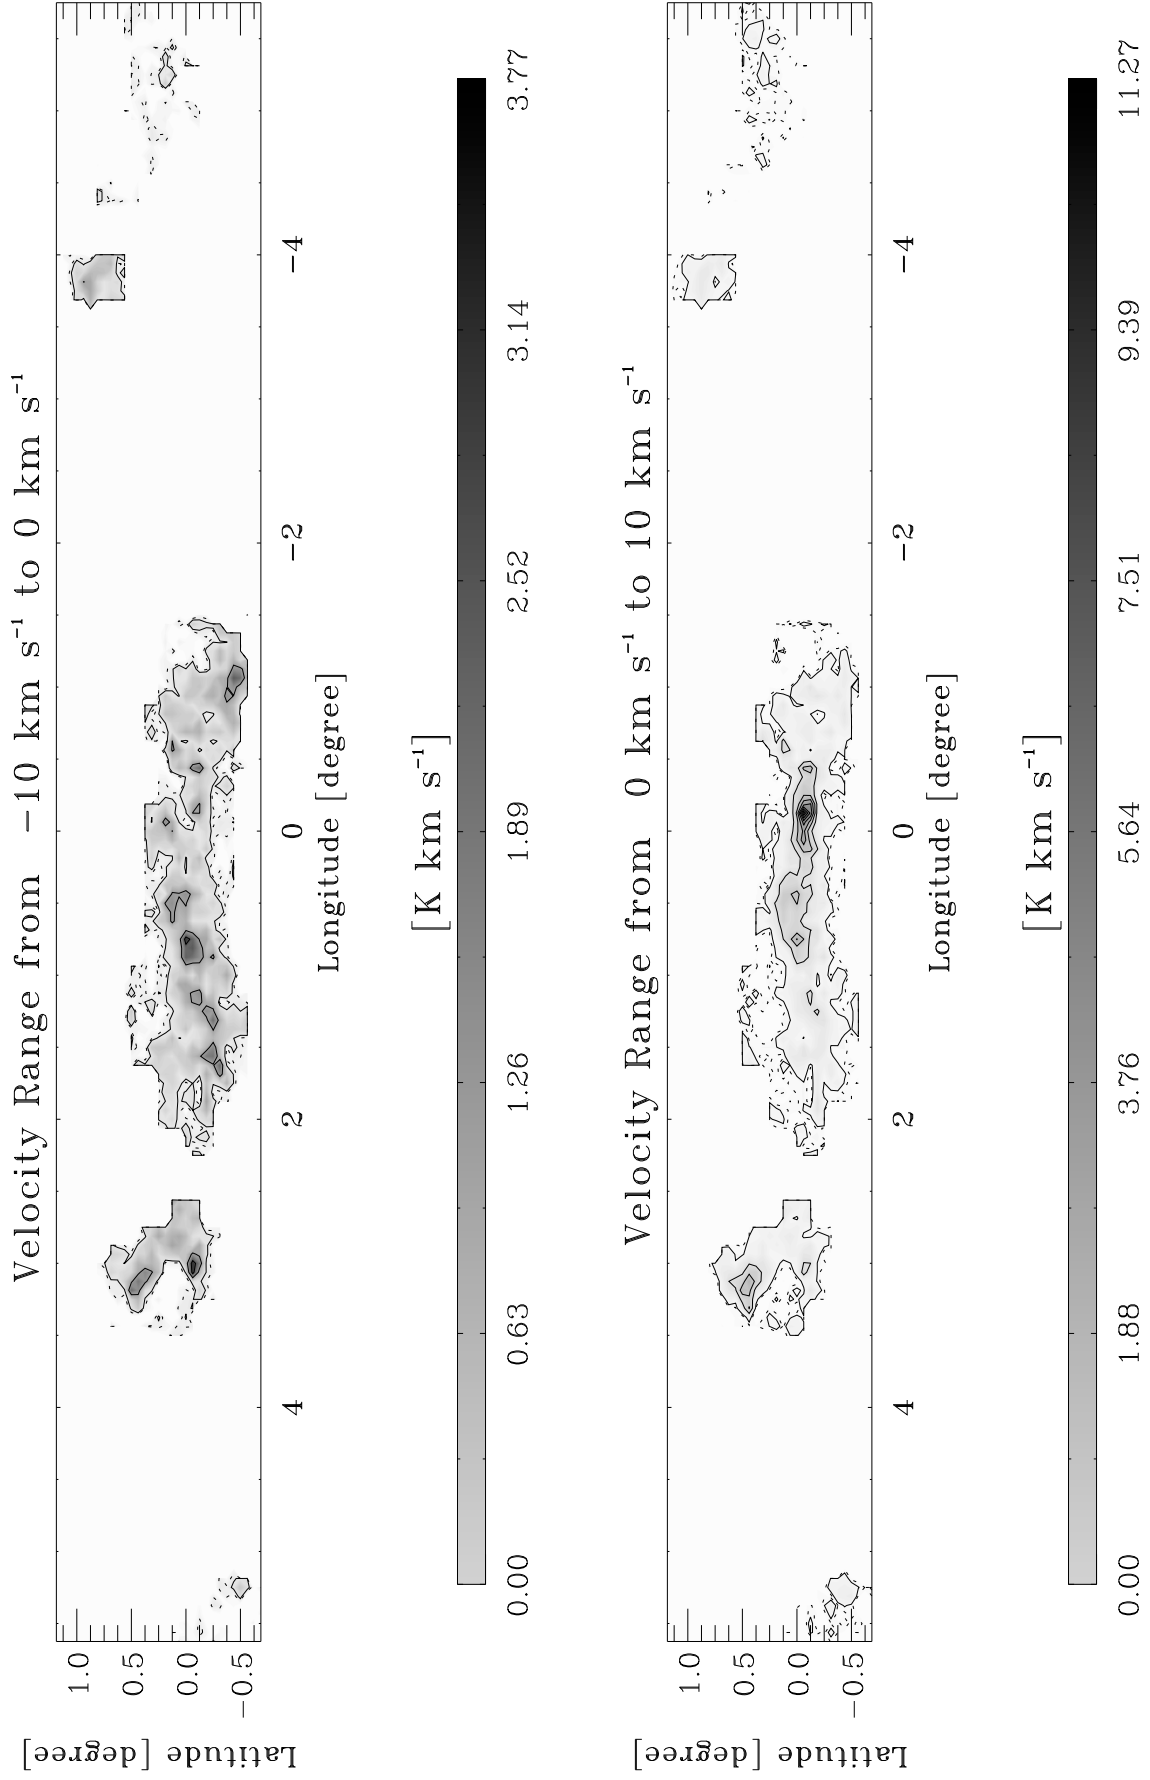 Velocity Range from −10 km s⁻¹ to 0 km s⁻¹
Latitude [degree]
1.0
0.5
0.0
−0.5
4 2 0 −2 −4
Longitude [degree]
[K km s⁻¹]
0.00 0.63 1.26 1.89 2.52 3.14 3.77
Velocity Range from 0 km s⁻¹ to 10 km s⁻¹
Latitude [degree]
1.0
0.5
0.0
−0.5
4 2 0 −2 −4
Longitude [degree]
[K km s⁻¹]
0.00 1.88 3.76 5.64 7.51 9.39 11.27